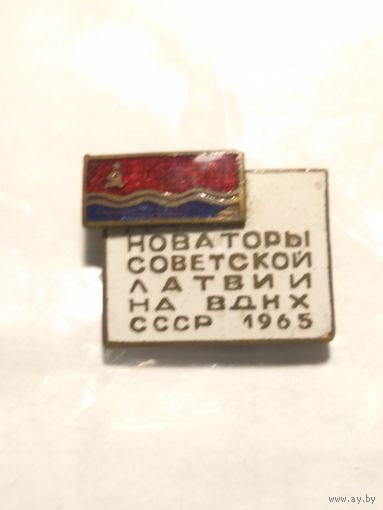 НОВАТОРЫ
СОВЕТСКОЙ
ЛАТВИИ
НА ВДНХ
СССР 1965
www.ay.by